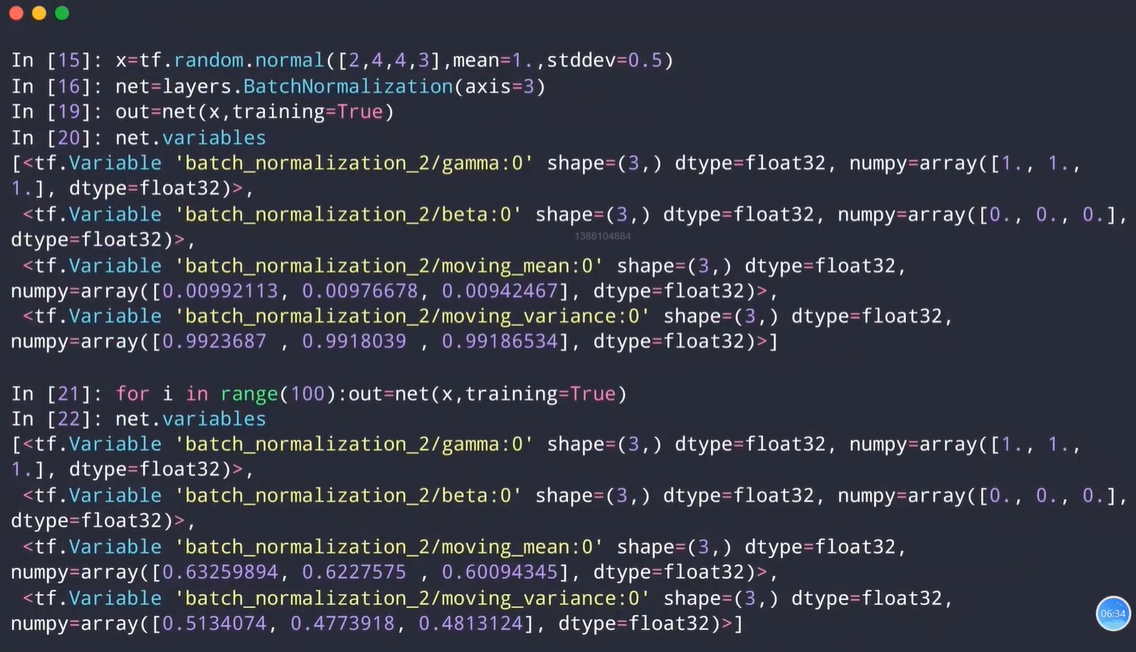 In [15]: x=tf.random.normal([2,4,4,3],mean=1.,stddev=0.5)
In [16]: net=layers.BatchNormalization(axis=3)
In [19]: out=net(x,training=True)
In [20]: net.variables
[<tf.Variable 'batch_normalization_2/gamma:0' shape=(3,) dtype=float32, numpy=array([1., 1.,
1.], dtype=float32)>,
 <tf.Variable 'batch_normalization_2/beta:0' shape=(3,) dtype=float32, numpy=array([0., 0., 0.],
1388104884
dtype=float32)>,
 <tf.Variable 'batch_normalization_2/moving_mean:0' shape=(3,) dtype=float32,
numpy=array([0.00992113, 0.00976678, 0.00942467], dtype=float32)>,
 <tf.Variable 'batch_normalization_2/moving_variance:0' shape=(3,) dtype=float32,
numpy=array([0.9923687 , 0.9918039 , 0.99186534], dtype=float32)>]
In [21]: for i in range(100):out=net(x,training=True)
In [22]: net.variables
[<tf.Variable 'batch_normalization_2/gamma:0' shape=(3,) dtype=float32, numpy=array([1., 1.,
1.], dtype=float32)>,
 <tf.Variable 'batch_normalization_2/beta:0' shape=(3,) dtype=float32, numpy=array([0., 0., 0.],
dtype=float32)>,
 <tf.Variable 'batch_normalization_2/moving_mean:0' shape=(3,) dtype=float32,
numpy=array([0.63259894, 0.6227575 , 0.60094345], dtype=float32)>,
 <tf.Variable 'batch_normalization_2/moving_variance:0' shape=(3,) dtype=float32,
numpy=array([0.5134074, 0.4773918, 0.4813124], dtype=float32)>]
06:34